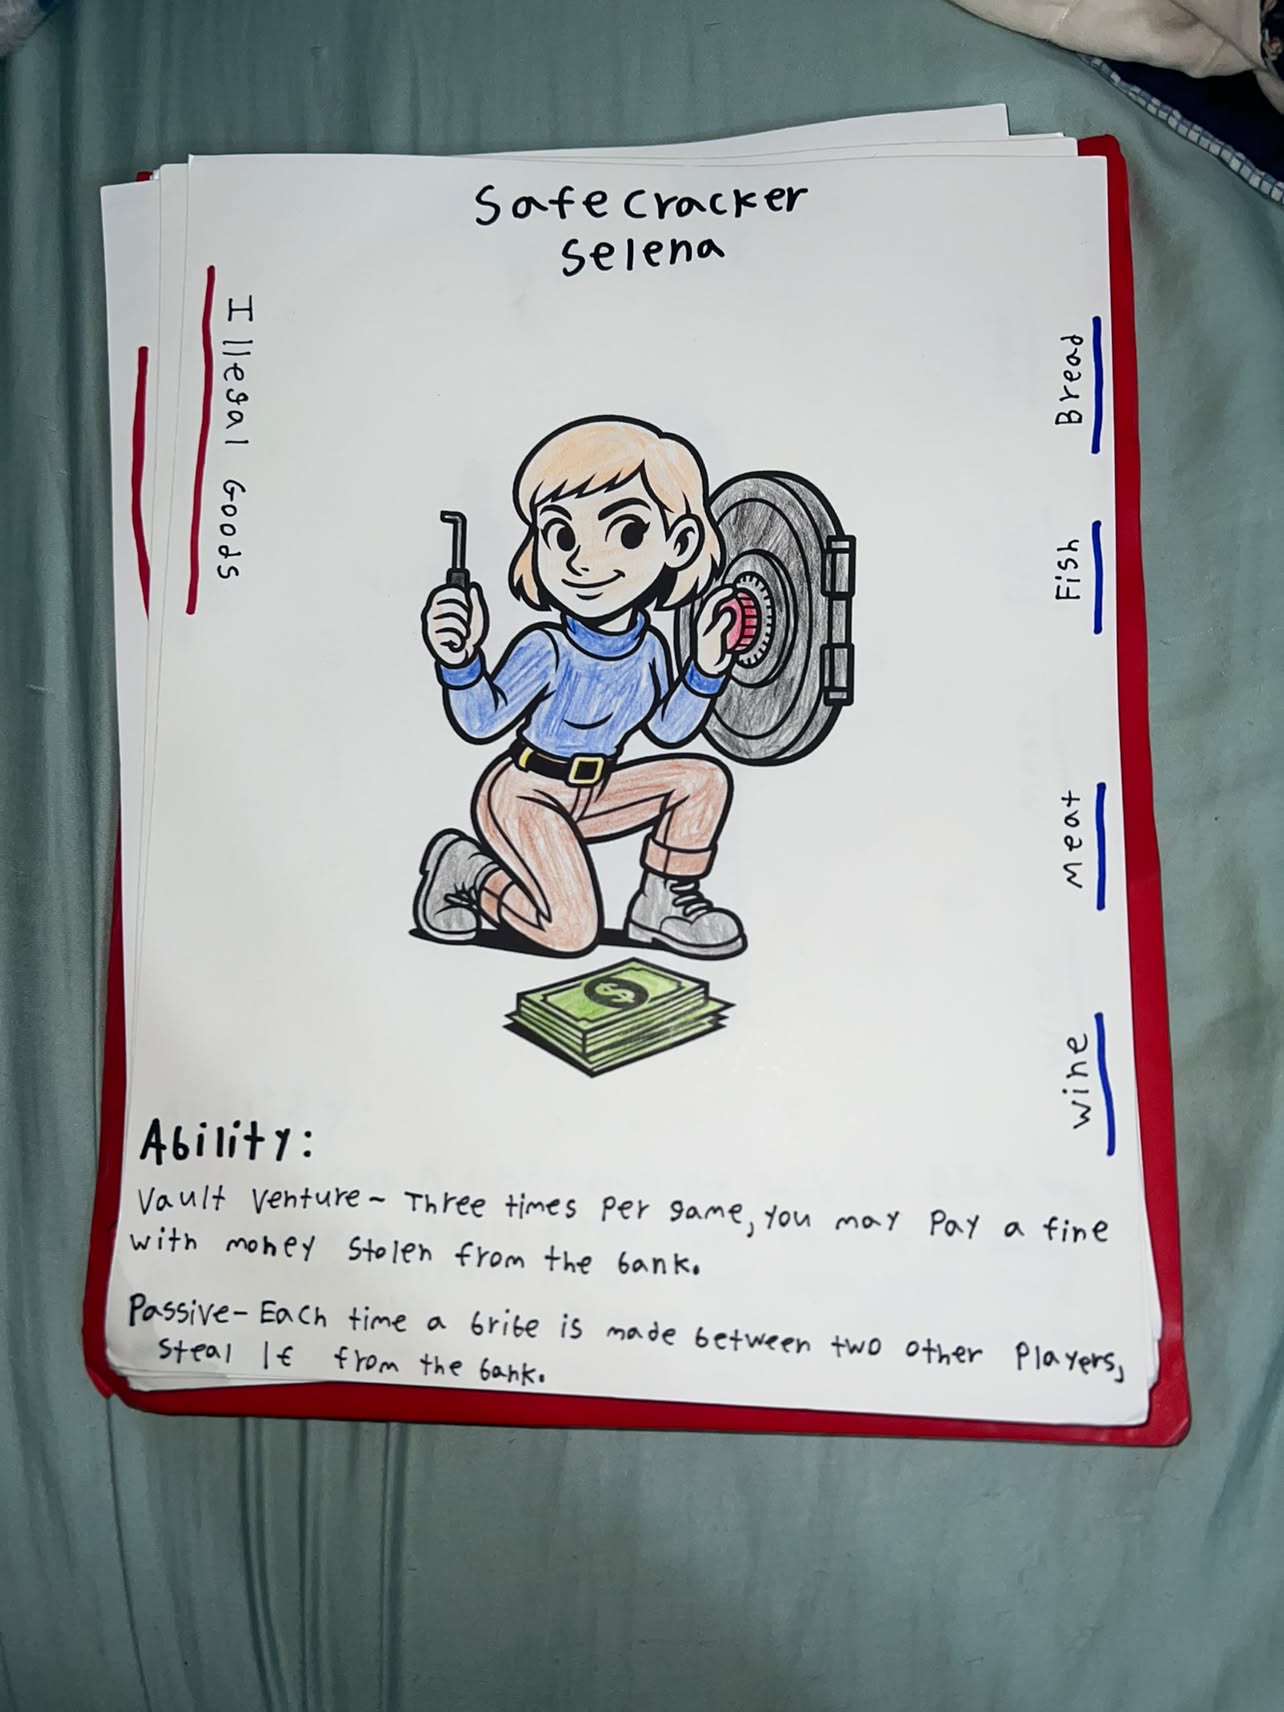 Safecracker
Selena
Illegal Goods
Bread
Fish
Meat
Wine
$
Ability:
Vault Venture- Three times per game, you may pay a fine
with money stolen from the bank.
Passive- Each time a bribe is made between two other players,
steal 1€ from the bank.